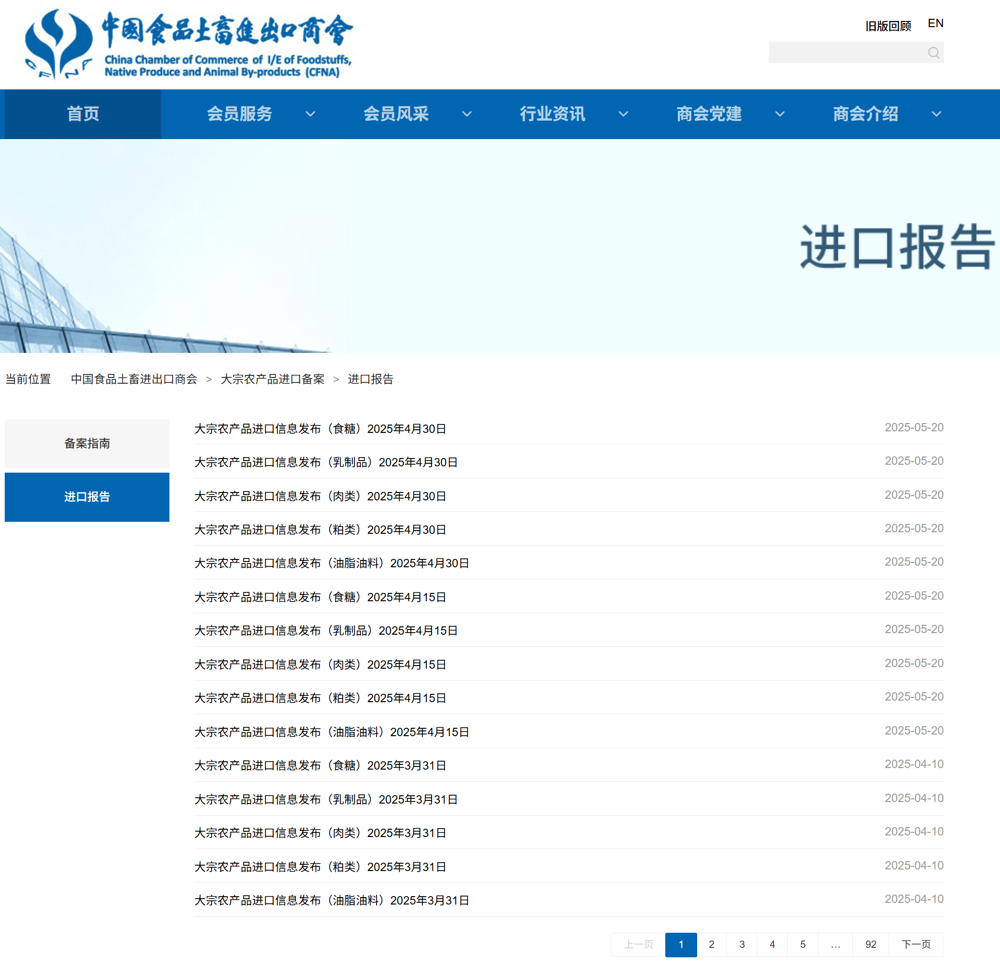 中國食品土畜進出口商會
China Chamber of Commerce of I/E of Foodstuffs,
Native Produce and Animal By-products (CFNA)
CFNA
旧版回顾 EN
首页 会员服务 会员风采 行业资讯 商会党建 商会介绍
进口报告
当前位置 中国食品土畜进出口商会 > 大宗农产品进口备案 > 进口报告
备案指南
进口报告
大宗农产品进口信息发布（食糖）2025年4月30日 2025-05-20
大宗农产品进口信息发布（乳制品）2025年4月30日 2025-05-20
大宗农产品进口信息发布（肉类）2025年4月30日 2025-05-20
大宗农产品进口信息发布（粕类）2025年4月30日 2025-05-20
大宗农产品进口信息发布（油脂油料）2025年4月30日 2025-05-20
大宗农产品进口信息发布（食糖）2025年4月15日 2025-05-20
大宗农产品进口信息发布（乳制品）2025年4月15日 2025-05-20
大宗农产品进口信息发布（肉类）2025年4月15日 2025-05-20
大宗农产品进口信息发布（粕类）2025年4月15日 2025-05-20
大宗农产品进口信息发布（油脂油料）2025年4月15日 2025-05-20
大宗农产品进口信息发布（食糖）2025年3月31日 2025-04-10
大宗农产品进口信息发布（乳制品）2025年3月31日 2025-04-10
大宗农产品进口信息发布（肉类）2025年3月31日 2025-04-10
大宗农产品进口信息发布（粕类）2025年3月31日 2025-04-10
大宗农产品进口信息发布（油脂油料）2025年3月31日 2025-04-10
上一页 1 2 3 4 5 … 92 下一页